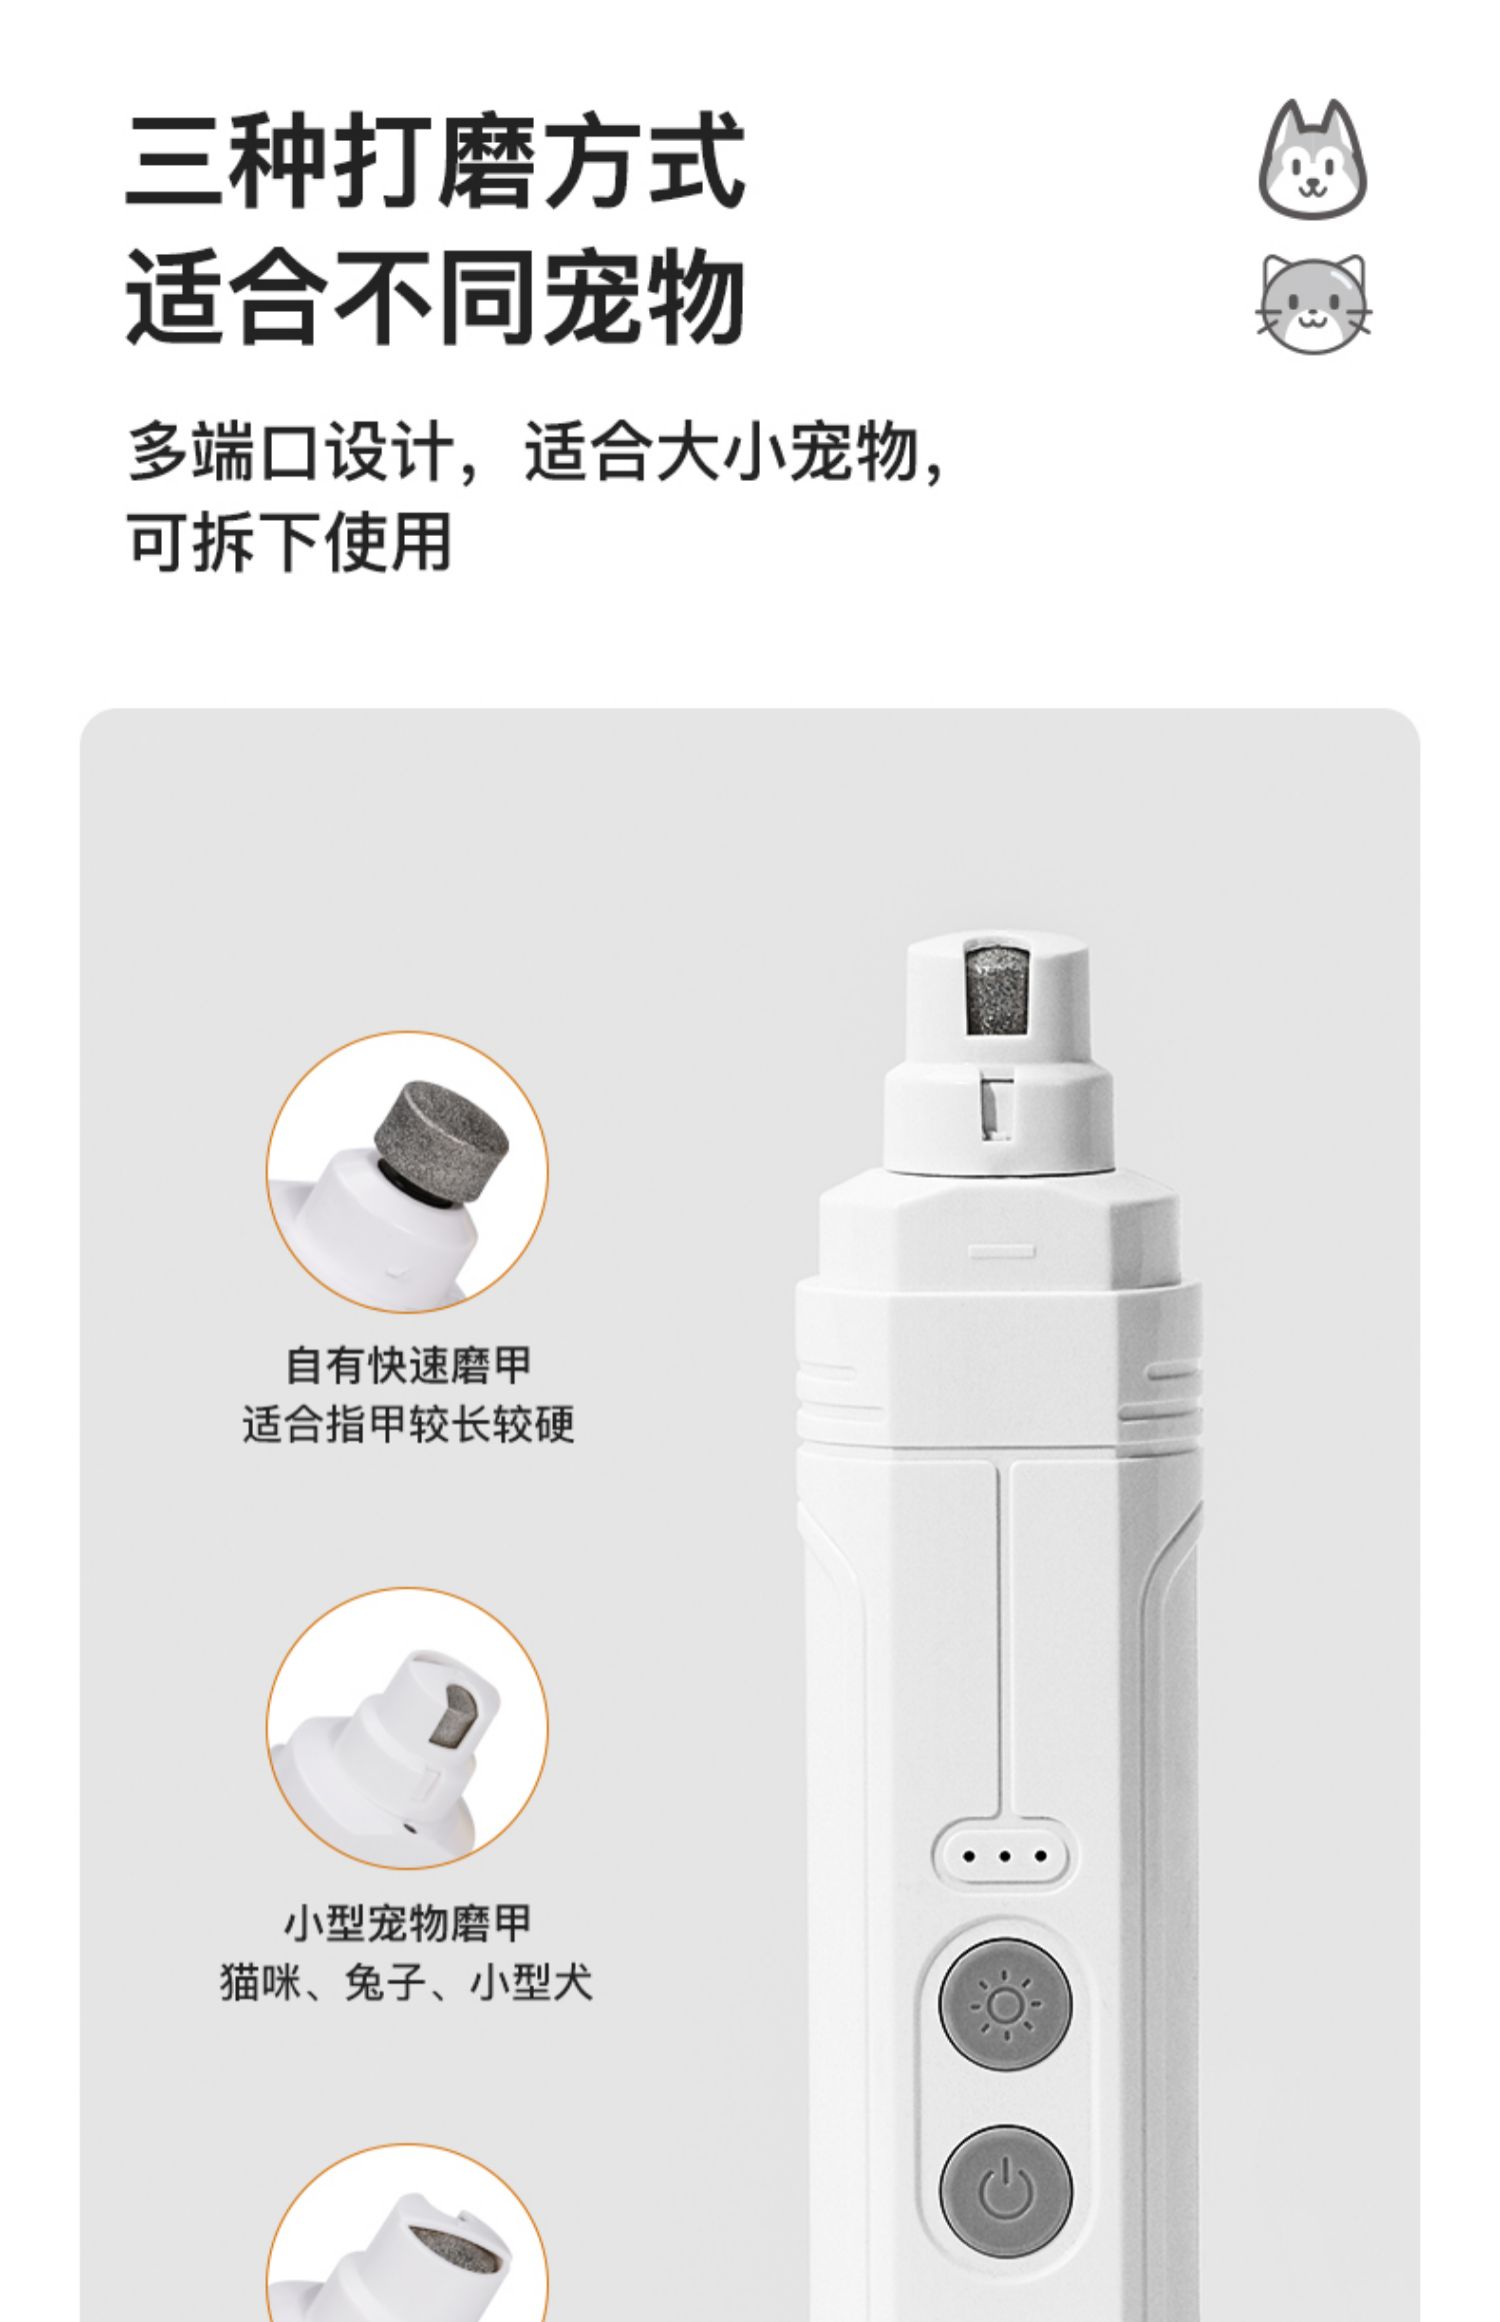 三种打磨方式
适合不同宠物
多端口设计，适合大小宠物，
可拆下使用
自有快速磨甲
适合指甲较长较硬
小型宠物磨甲
猫咪、兔子、小型犬